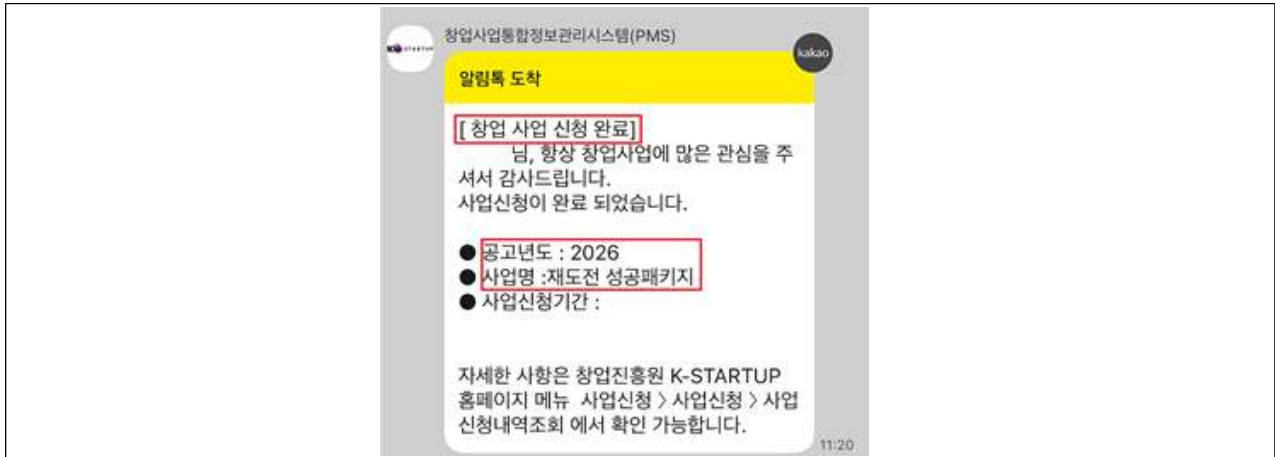 K-STARTUP
창업사업통합정보관리시스템(PMS)
kakao
알림톡 도착
[ 창업 사업 신청 완료]
님, 항상 창업사업에 많은 관심을 주
셔서 감사드립니다.
사업신청이 완료 되었습니다.
● 공고년도 : 2026
● 사업명 :재도전 성공패키지
● 사업신청기간 :
자세한 사항은 창업진흥원 K-STARTUP
홈페이지 메뉴 사업신청 〉사업신청 〉사업
신청내역조회 에서 확인 가능합니다.
11:20